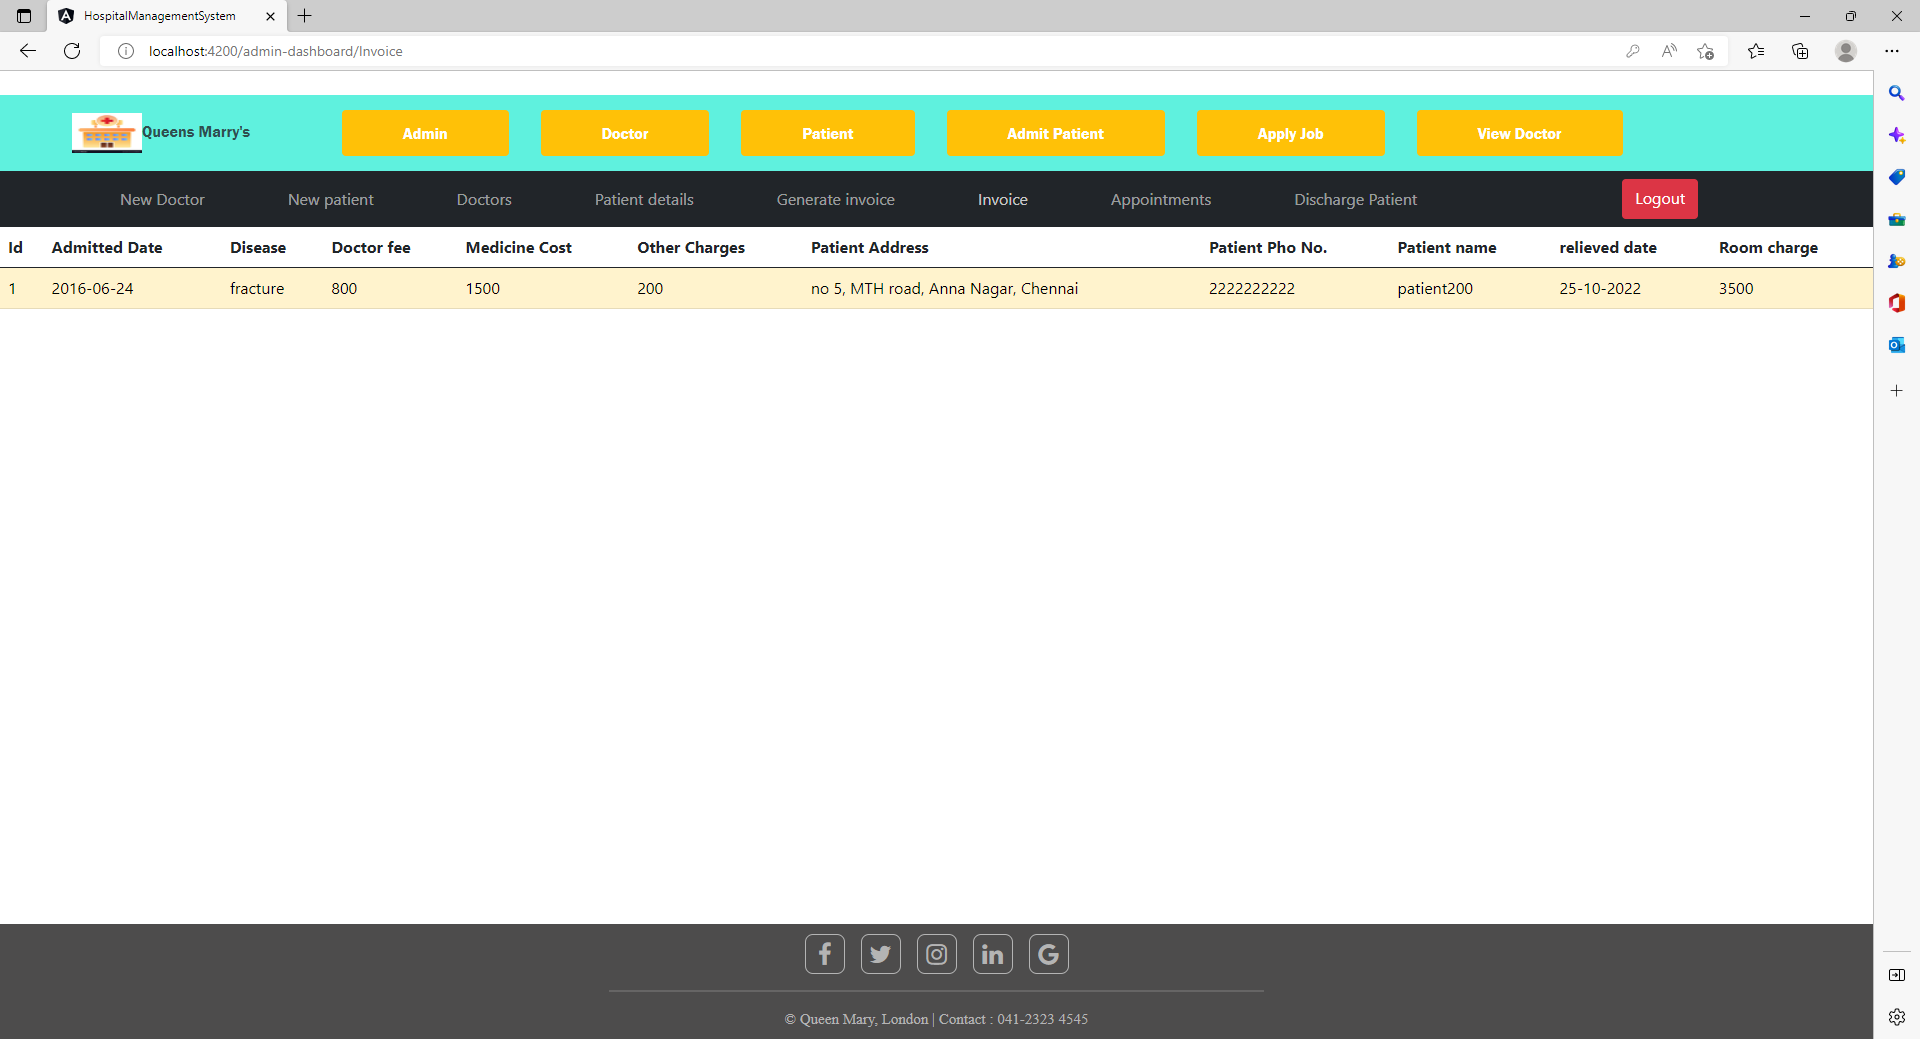 HospitalManagementSystem
localhost:4200/admin-dashboard/Invoice
Queens Marry's Admin Doctor Patient Admit Patient Apply Job View Doctor
New Doctor New patient Doctors Patient details Generate invoice Invoice Appointments Discharge Patient Logout
Id Admitted Date Disease Doctor fee Medicine Cost Other Charges Patient Address Patient Pho No. Patient name relieved date Room charge
1 2016-06-24 fracture 800 1500 200 no 5, MTH road, Anna Nagar, Chennai 2222222222 patient200 25-10-2022 3500
© Queen Mary, London | Contact : 041-2323 4545